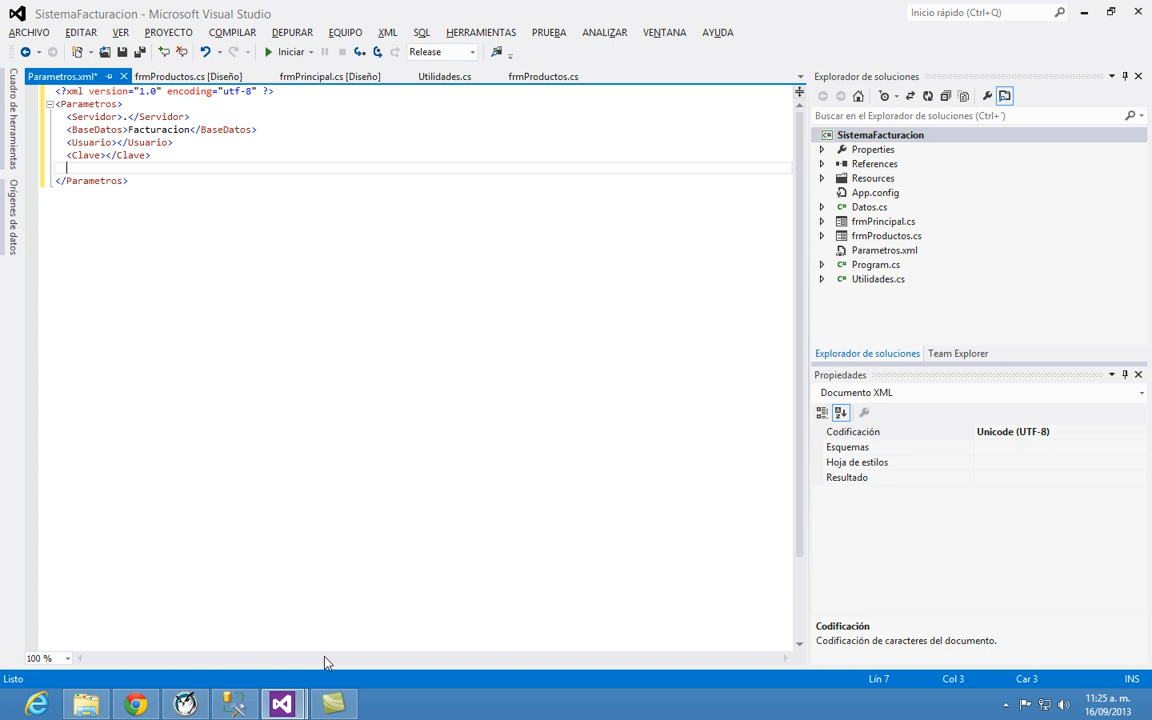 SistemaFacturacion - Microsoft Visual Studio
Inicio rápido (Ctrl+Q)
ARCHIVO EDITAR VER PROYECTO COMPILAR DEPURAR EQUIPO XML SQL HERRAMIENTAS PRUEBA ANALIZAR VENTANA AYUDA
Iniciar Release
Parametros.xml* frmProductos.cs [Diseño] frmPrincipal.cs [Diseño] Utilidades.cs frmProductos.cs
Cuadro de herramientas
Orígenes de datos
<?xml version="1.0" encoding="utf-8" ?>
<Parametros>
<Servidor>.</Servidor>
<BaseDatos>Facturacion</BaseDatos>
<Usuario></Usuario>
<Clave></Clave>
</Parametros>
100 %
Explorador de soluciones
Buscar en el Explorador de soluciones (Ctrl+´)
SistemaFacturacion
Properties
References
Resources
App.config
Datos.cs
frmPrincipal.cs
frmProductos.cs
Parametros.xml
Program.cs
Utilidades.cs
Explorador de soluciones Team Explorer
Propiedades
Documento XML
Codificación Unicode (UTF-8)
Esquemas
Hoja de estilos
Resultado
Codificación
Codificación de caracteres del documento.
Listo Lín 7 Col 3 Car 3 INS
11:25 a. m.
16/09/2013